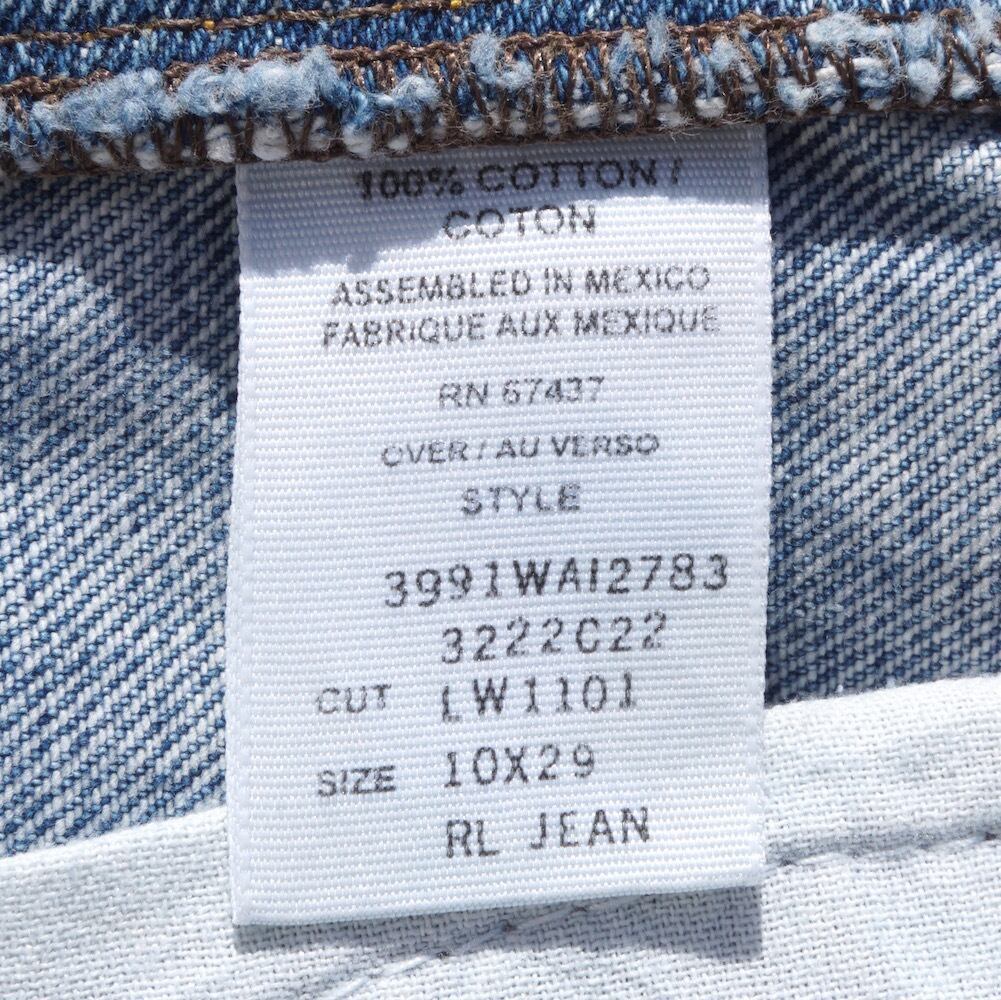 100% COTTON /
COTON
ASSEMBLED IN MEXICO
FABRIQUE AUX MEXIQUE
RN 67437
OVER / AU VERSO
STYLE
3991WAI2783
3222C22
CUT LW1101
SIZE 10X29
RL JEAN